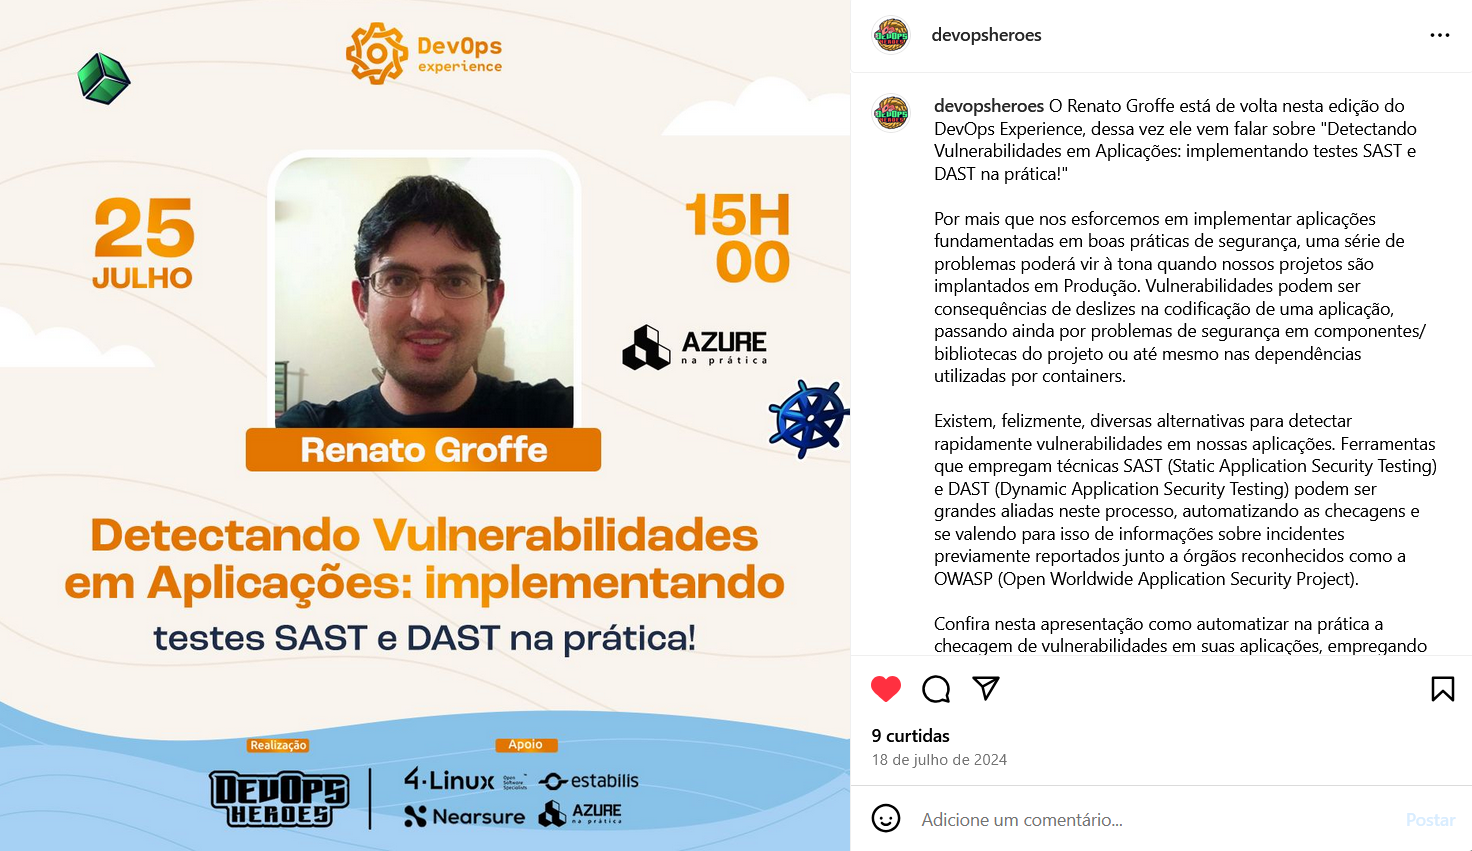 DevOps
experience
25
JULHO
15H
00
AZURE
na prática
Renato Groffe
Detectando Vulnerabilidades
em Aplicações: implementando
testes SAST e DAST na prática!
Realização
Apoio
DEVOPS
HEROES
4·Linux
Open
Software
Specialists
estabilis
Nearsure
AZURE
na prática
devopsheroes
devopsheroes O Renato Groffe está de volta nesta edição do
DevOps Experience, dessa vez ele vem falar sobre "Detectando
Vulnerabilidades em Aplicações: implementando testes SAST e
DAST na prática!"
Por mais que nos esforcemos em implementar aplicações
fundamentadas em boas práticas de segurança, uma série de
problemas poderá vir à tona quando nossos projetos são
implantados em Produção. Vulnerabilidades podem ser
consequências de deslizes na codificação de uma aplicação,
passando ainda por problemas de segurança em componentes/
bibliotecas do projeto ou até mesmo nas dependências
utilizadas por containers.
Existem, felizmente, diversas alternativas para detectar
rapidamente vulnerabilidades em nossas aplicações. Ferramentas
que empregam técnicas SAST (Static Application Security Testing)
e DAST (Dynamic Application Security Testing) podem ser
grandes aliadas neste processo, automatizando as checagens e
se valendo para isso de informações sobre incidentes
previamente reportados junto a órgãos reconhecidos como a
OWASP (Open Worldwide Application Security Project).
Confira nesta apresentação como automatizar na prática a
checagem de vulnerabilidades em suas aplicações, empregando
9 curtidas
18 de julho de 2024
Adicione um comentário...
Postar